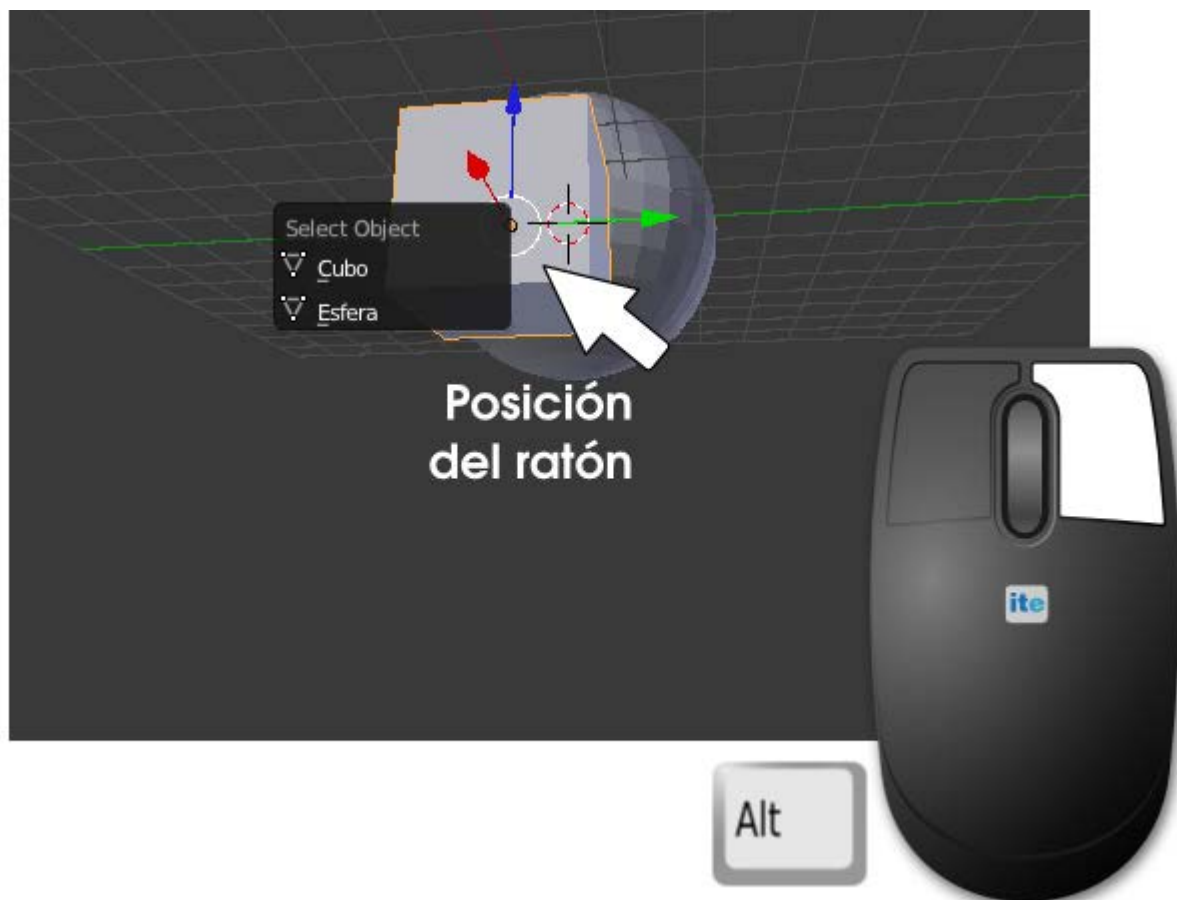 Select Object
Cubo
Esfera
Posición
del ratón
ite
Alt